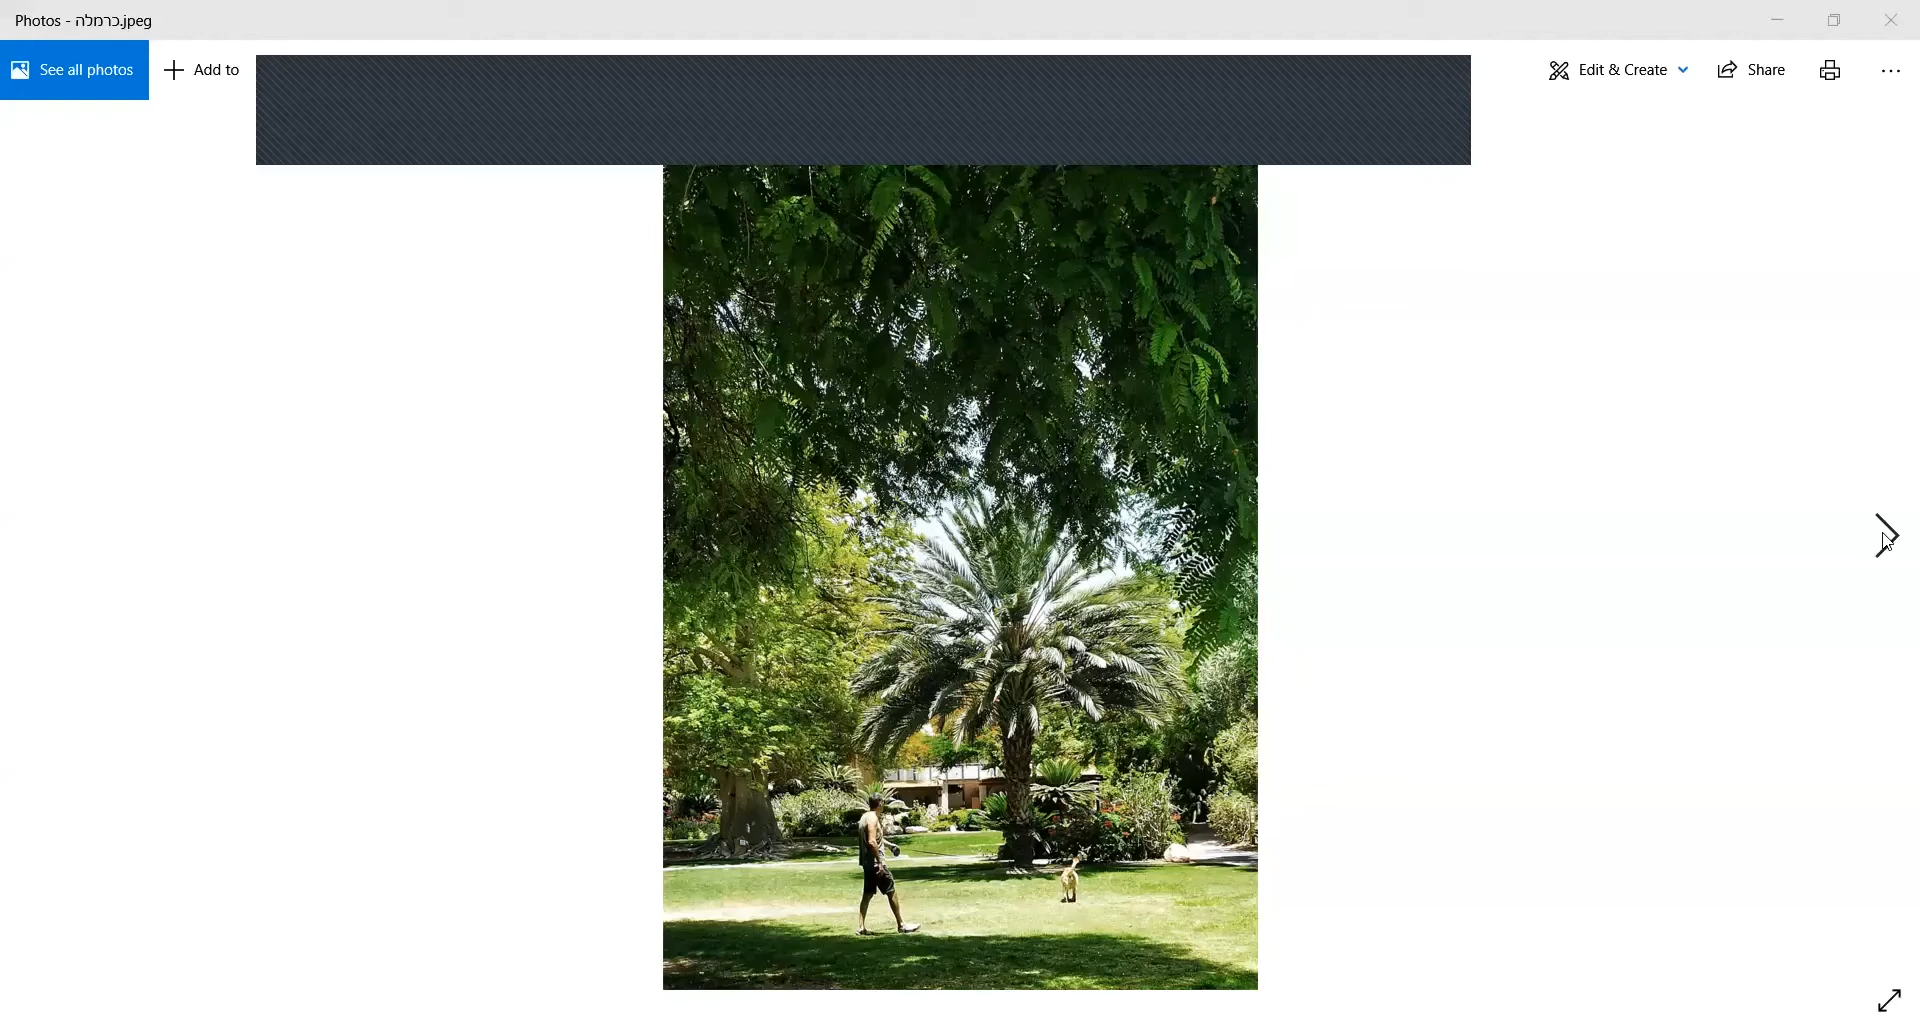 Photos - כרמלה.jpeg
See all photos
Add to
Edit & Create
Share